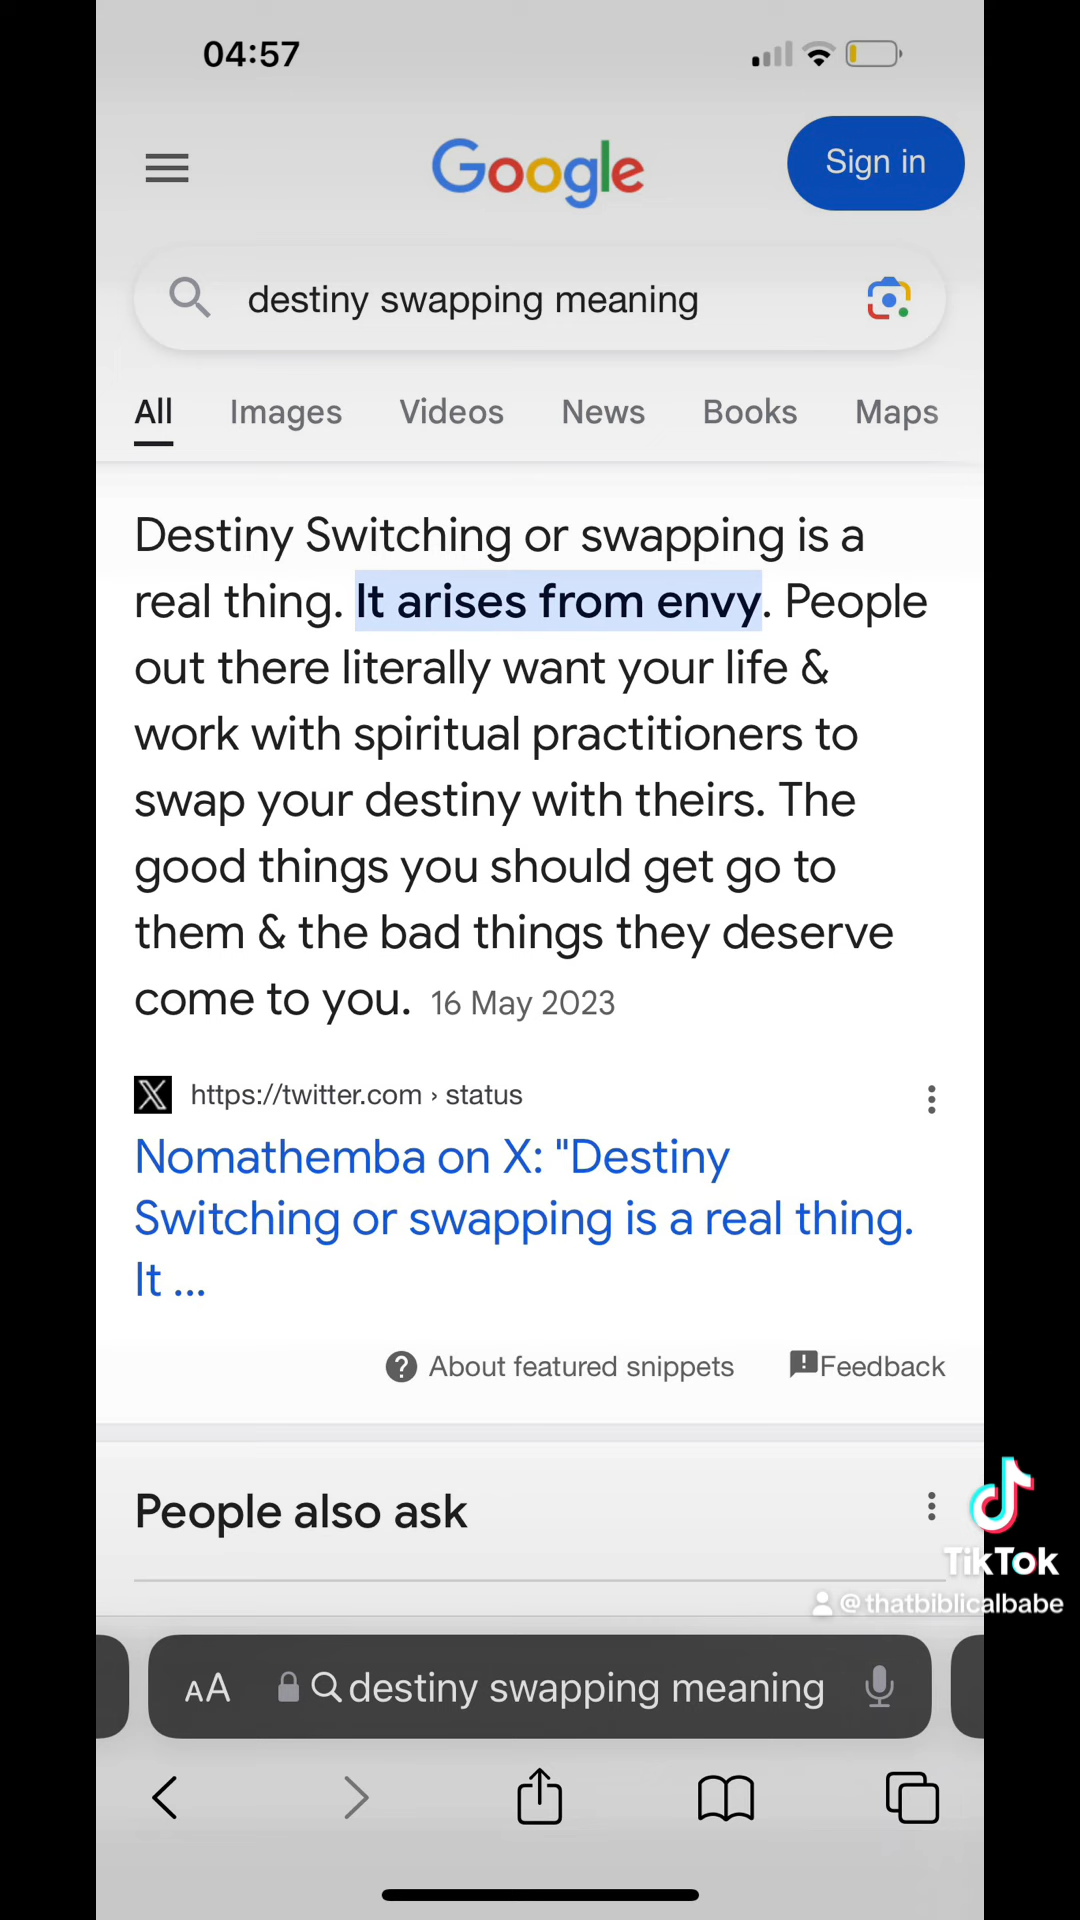 04:57
Google
Sign in
destiny swapping meaning
All Images Videos News Books Maps
Destiny Switching or swapping is a
real thing. It arises from envy. People
out there literally want your life &
work with spiritual practitioners to
swap your destiny with theirs. The
good things you should get go to
them & the bad things they deserve
come to you. 16 May 2023
X https://twitter.com › status
Nomathemba on X: "Destiny
Switching or swapping is a real thing.
It ...
About featured snippets Feedback
People also ask
TikTok
@thatbiblicalbabe
AA destiny swapping meaning